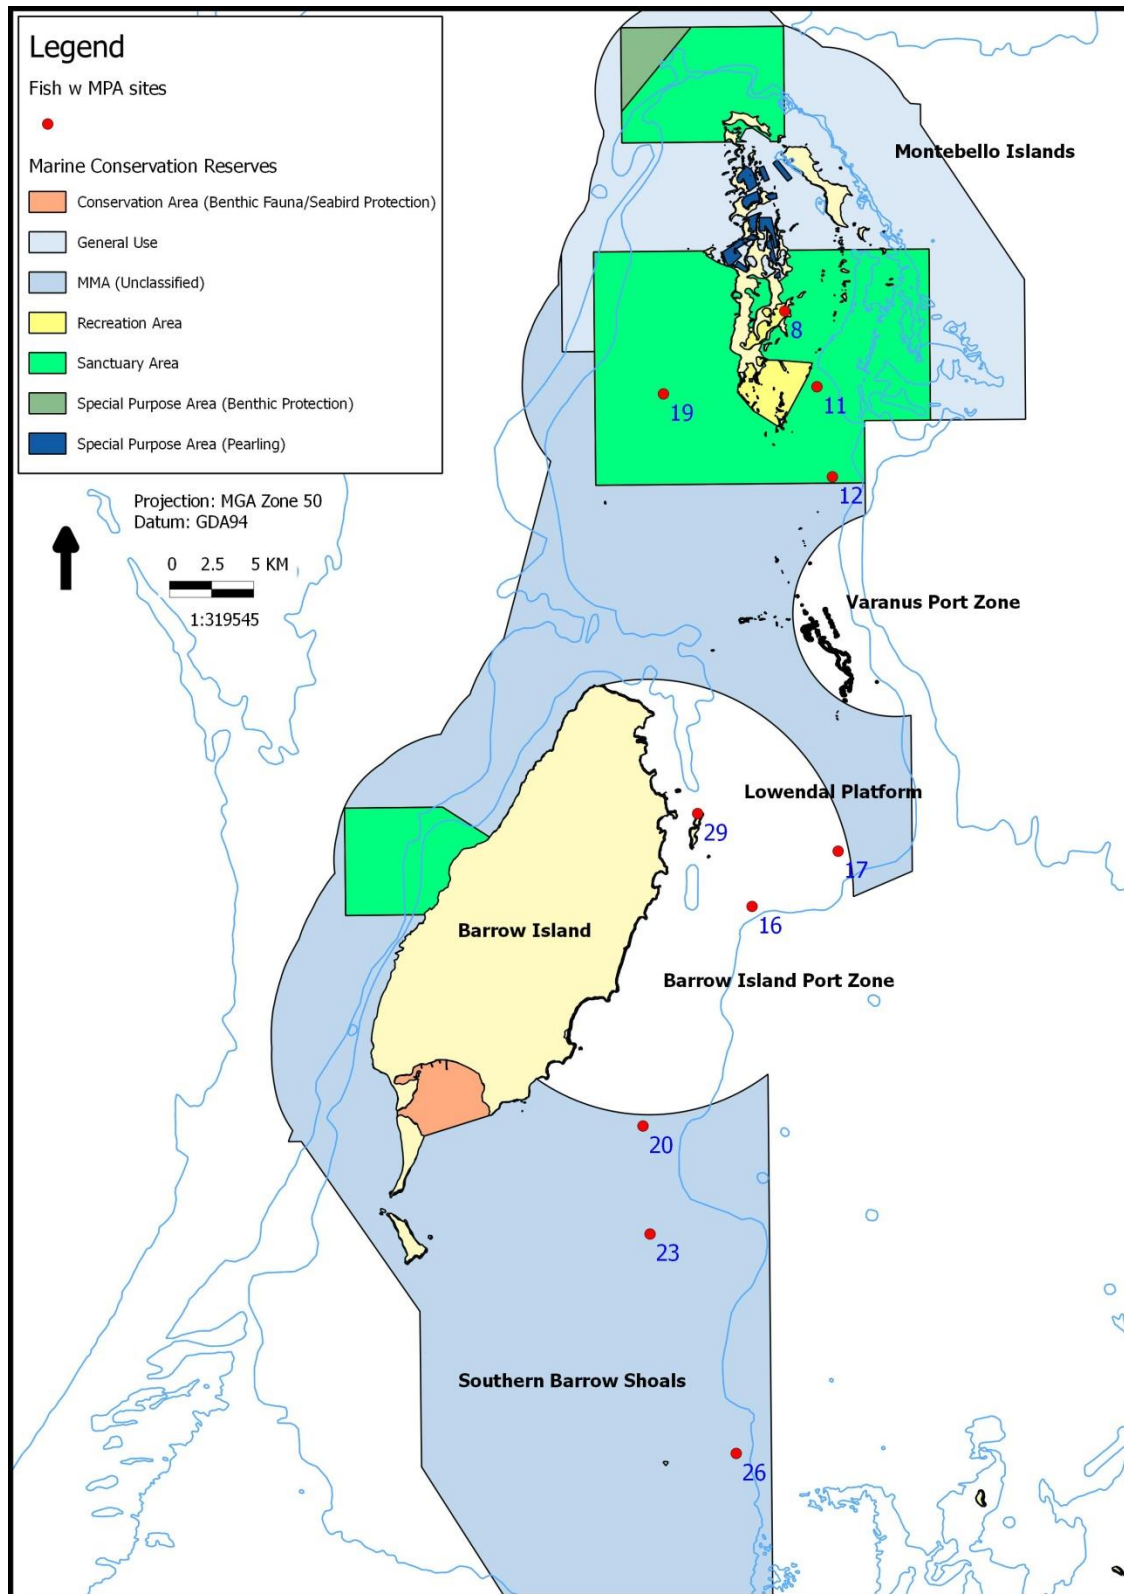 Legend
Fish w MPA sites
Marine Conservation Reserves
Conservation Area (Benthic Fauna/Seabird Protection)
General Use
MMA (Unclassified)
Recreation Area
Sanctuary Area
Special Purpose Area (Benthic Protection)
Special Purpose Area (Pearling)
Projection: MGA Zone 50
Datum: GDA94
0 2.5 5 KM
1:319545
Montebello Islands
8
19
11
12
Varanus Port Zone
Lowendal Platform
29
17
16
Barrow Island
Barrow Island Port Zone
20
23
Southern Barrow Shoals
26